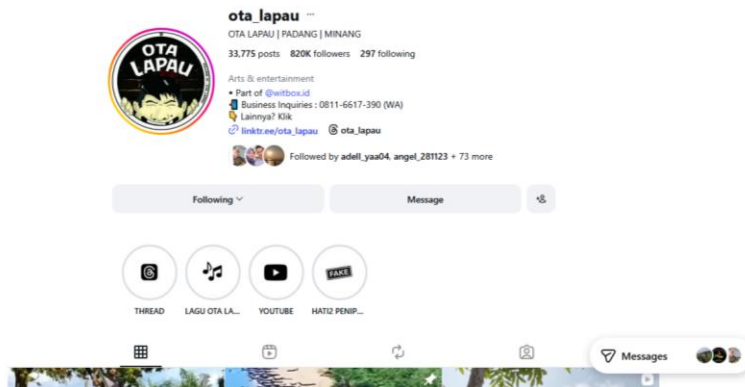 ota_lapau ...
OTA LAPAU | PADANG | MINANG
33,775 posts 820K followers 297 following
OTA
LAPAU
Arts & entertainment
• Part of @witbox.id
Business Inquiries : 0811-6617-390 (WA)
Lainnya? Klik
linktr.ee/ota_lapau ota_lapau
Followed by adell_yaa04, angel_281123 + 73 more
Following Message
FAKE
THREAD LAGU OTA LA... YOUTUBE HATI2 PENIP...
Messages